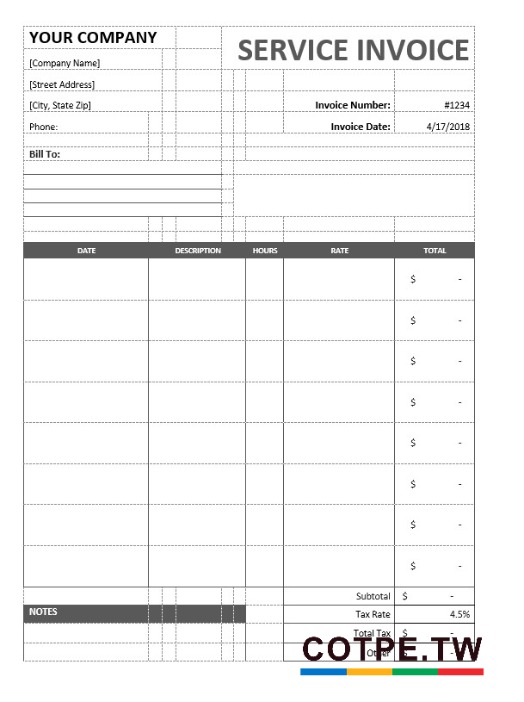 YOUR COMPANY
SERVICE INVOICE
[Company Name]
[Street Address]
[City, State Zip]
Invoice Number: #1234
Phone:
Invoice Date: 4/17/2018
Bill To:
DATE DESCRIPTION HOURS RATE TOTAL
$ -
$ -
$ -
$ -
$ -
$ -
$ -
$ -
Subtotal $ -
NOTES
Tax Rate 4.5%
Total Tax $ -
Other $ -
COTPE.TW